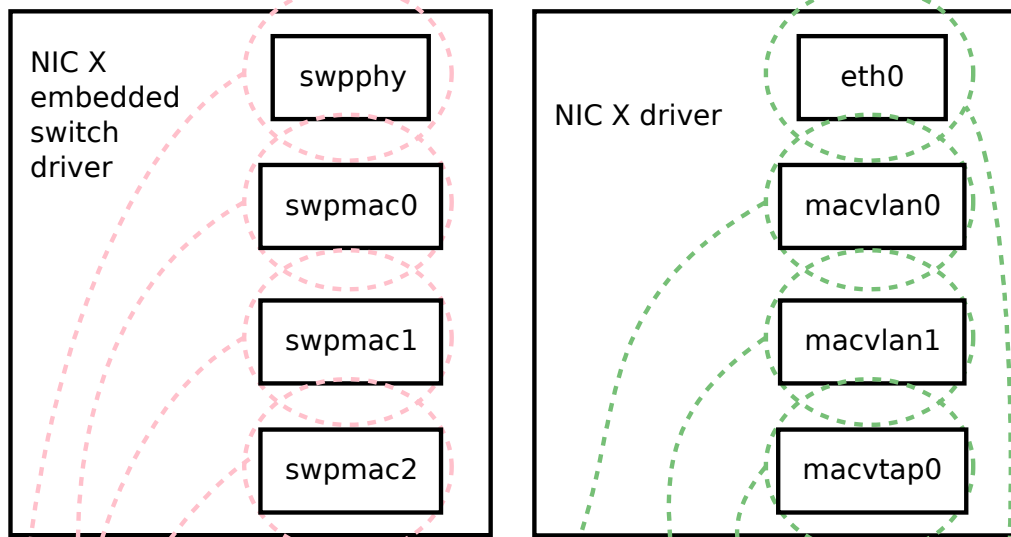 NIC X
embedded
switch
driver
swpphy
swpmac0
swpmac1
swpmac2
NIC X driver
eth0
macvlan0
macvlan1
macvtap0